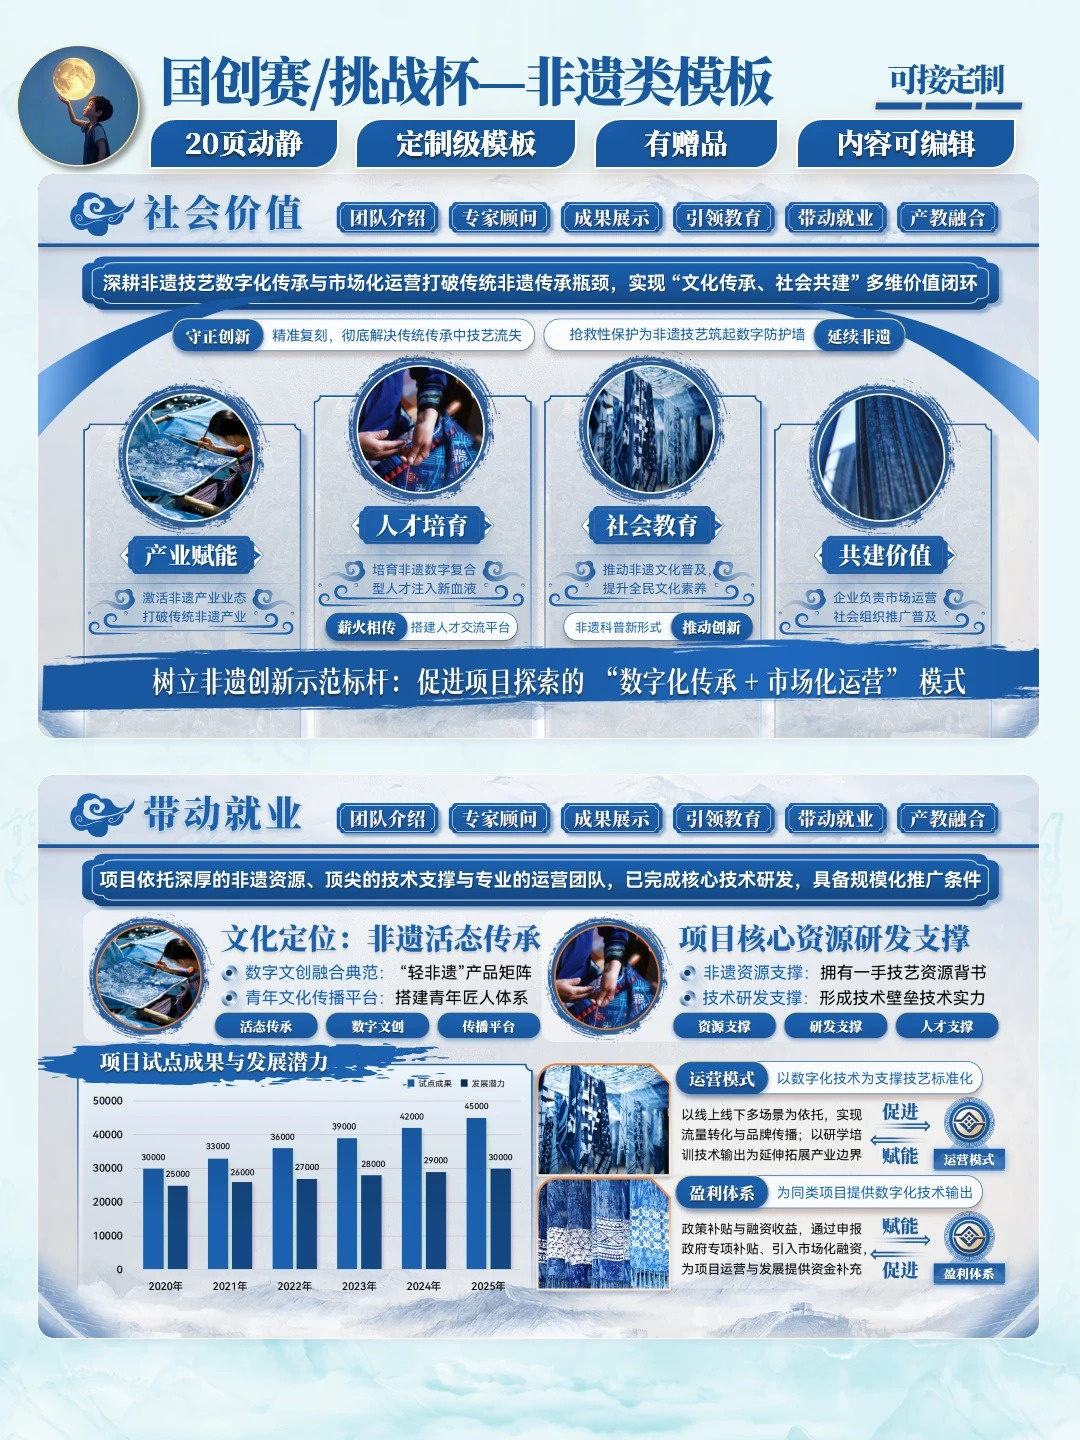 国创赛/挑战杯—非遗类模板
可接定制
20页动静
定制级模板
有赠品
内容可编辑
社会价值
团队介绍
专家顾问
成果展示
引领教育
带动就业
产教融合
深耕非遗技艺数字化传承与市场化运营打破传统非遗传承瓶颈，实现“文化传承、社会共建”多维价值闭环
守正创新
精准复刻，彻底解决传统传承中技艺流失
抢救性保护为非遗技艺筑起数字防护墙
延续非遗
产业赋能
激活非遗产业业态
打破传统非遗产业
人才培育
培育非遗数字复合
型人才注入新血液
薪火相传
搭建人才交流平台
社会教育
推动非遗文化普及，
提升全民文化素养
非遗科普新形式
推动创新
共建价值
企业负责市场运营
社会组织推广普及
树立非遗创新示范标杆：促进项目探索的 “数字化传承 + 市场化运营” 模式
带动就业
团队介绍
专家顾问
成果展示
引领教育
带动就业
产教融合
项目依托深厚的非遗资源、顶尖的技术支撑与专业的运营团队，已完成核心技术研发，具备规模化推广条件
文化定位：非遗活态传承
数字文创融合典范：“轻非遗”产品矩阵
青年文化传播平台：搭建青年匠人体系
活态传承
数字文创
传播平台
项目核心资源研发支撑
非遗资源支撑：拥有一手技艺资源背书
技术研发支撑：形成技术壁垒技术实力
资源支撑
研发支撑
人才支撑
项目试点成果与发展潜力
试点成果
发展潜力
50000
40000
30000
20000
10000
0
30000
25000
33000
26000
36000
27000
39000
28000
42000
29000
45000
30000
2020年
2021年
2022年
2023年
2024年
2025年
运营模式
以数字化技术为支撑技艺标准化
以线上线下多场景为依托，实现
流量转化与品牌传播；以研学培
训技术输出为延伸拓展产业边界
促进
赋能
运营模式
盈利体系
为同类项目提供数字化技术输出
政策补贴与融资收益，通过申报
政府专项补贴、引入市场化融资，
为项目运营与发展提供资金补充
赋能
促进
盈利体系